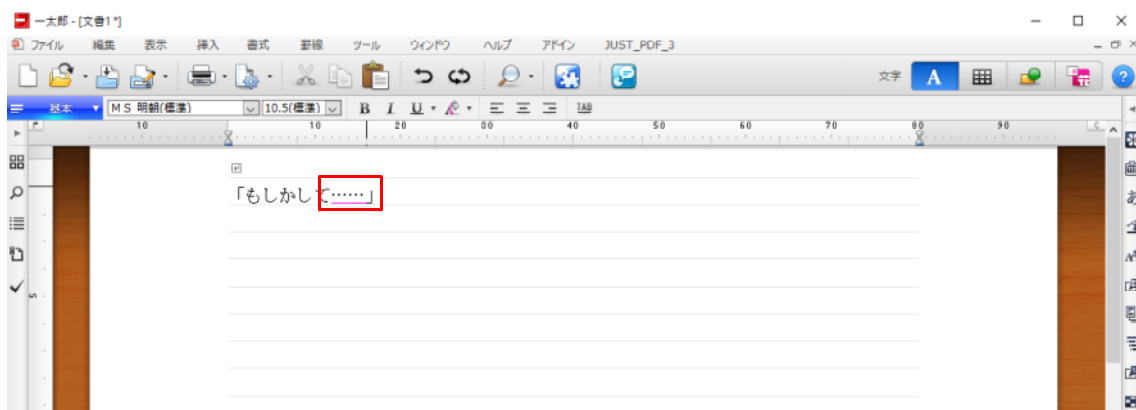 一太郎 - [文書1 *]
ファイル 編集 表示 挿入 書式 罫線 ツール ウィンドウ ヘルプ アドイン JUST_PDF_3
文字 A
基本 MS 明朝(標準) 10.5(標準) B I U TAB
10 10 20 30 40 50 60 70 80 90
「もしかして……」
5